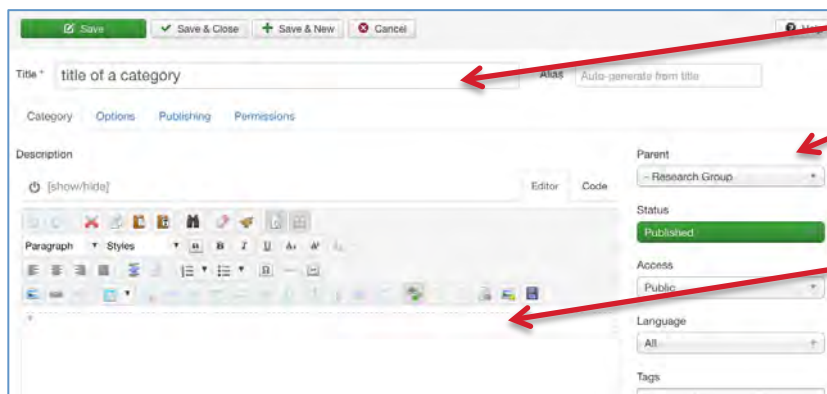 Save Save & Close Save & New Cancel Help
Title * title of a category Alias Auto-generate from title
Category Options Publishing Permissions
Description
[show/hide] Editor Code
Paragraph Styles
Parent
- Research Group
Status
Published
Access
Public
Language
All
Tags